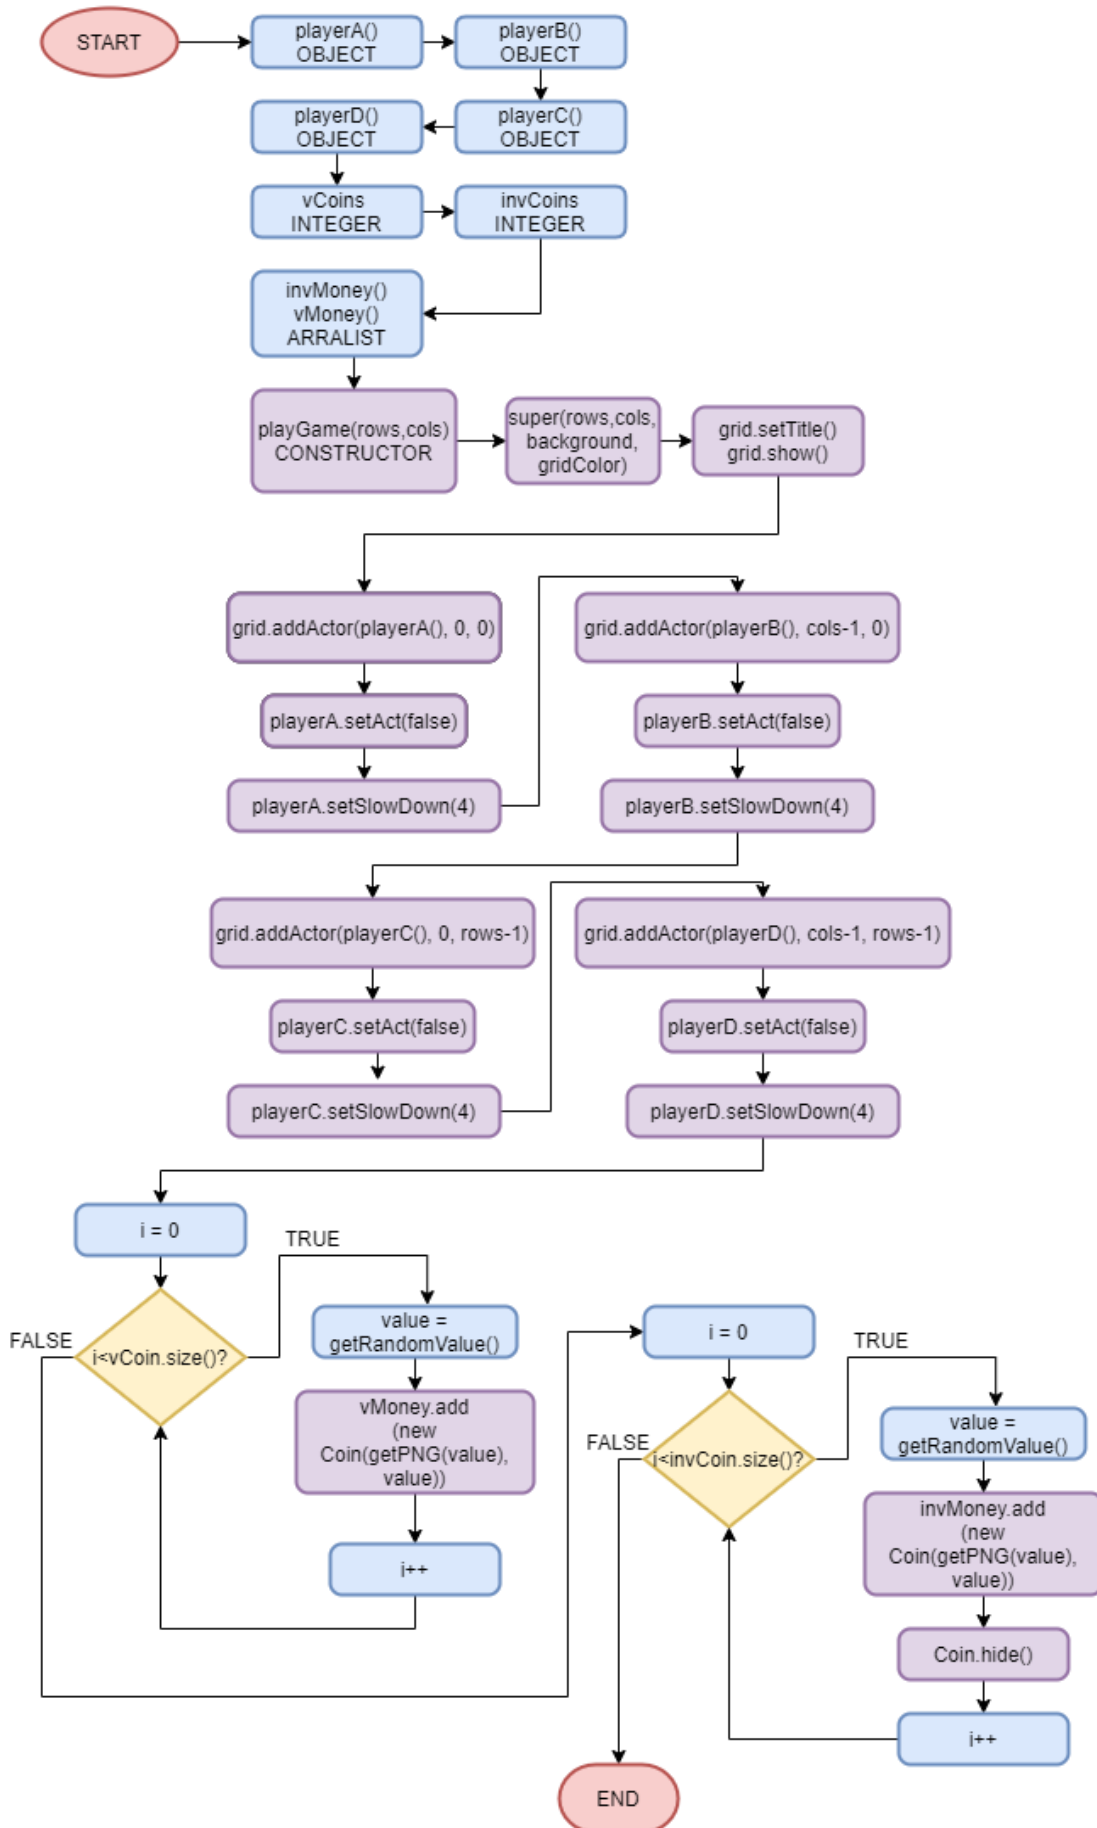 START
playerA()
OBJECT
playerB()
OBJECT
playerD()
OBJECT
playerC()
OBJECT
vCoins
INTEGER
invCoins
INTEGER
invMoney()
vMoney()
ARRALIST
playGame(rows,cols)
CONSTRUCTOR
super(rows,cols,
background,
gridColor)
grid.setTitle()
grid.show()
grid.addActor(playerA(), 0, 0)
grid.addActor(playerB(), cols-1, 0)
playerA.setAct(false)
playerB.setAct(false)
playerA.setSlowDown(4)
playerB.setSlowDown(4)
grid.addActor(playerC(), 0, rows-1)
grid.addActor(playerD(), cols-1, rows-1)
playerC.setAct(false)
playerD.setAct(false)
playerC.setSlowDown(4)
playerD.setSlowDown(4)
i = 0
TRUE
FALSE
i<vCoin.size()?
value =
getRandomValue()
vMoney.add
(new
Coin(getPNG(value),
value))
i++
i = 0
TRUE
FALSE
i<invCoin.size()?
value =
getRandomValue()
invMoney.add
(new
Coin(getPNG(value),
value))
Coin.hide()
i++
END